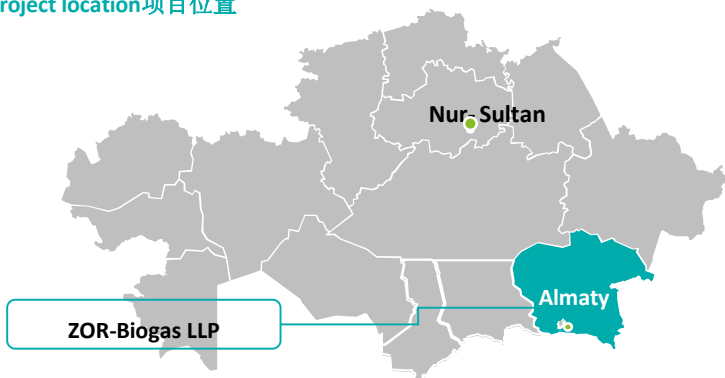 roject location项目位置
Nur-Sultan
Almaty
ZOR-Biogas LLP